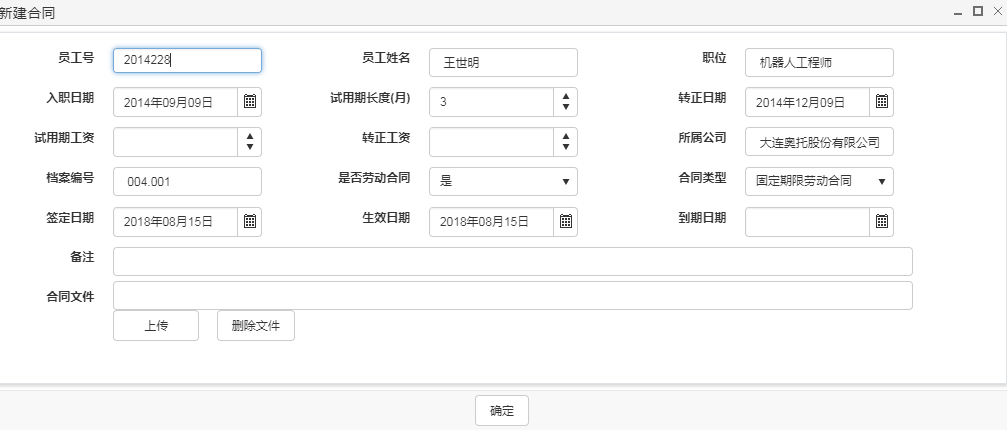 新建合同
员工号 2014228 员工姓名 王世明 职位 机器人工程师
入职日期 2014年09月09日 试用期长度(月) 3 转正日期 2014年12月09日
试用期工资 转正工资 所属公司 大连奥托股份有限公司
档案编号 004.001 是否劳动合同 是 合同类型 固定期限劳动合同
签定日期 2018年08月15日 生效日期 2018年08月15日 到期日期
备注
合同文件
上传 删除文件
确定